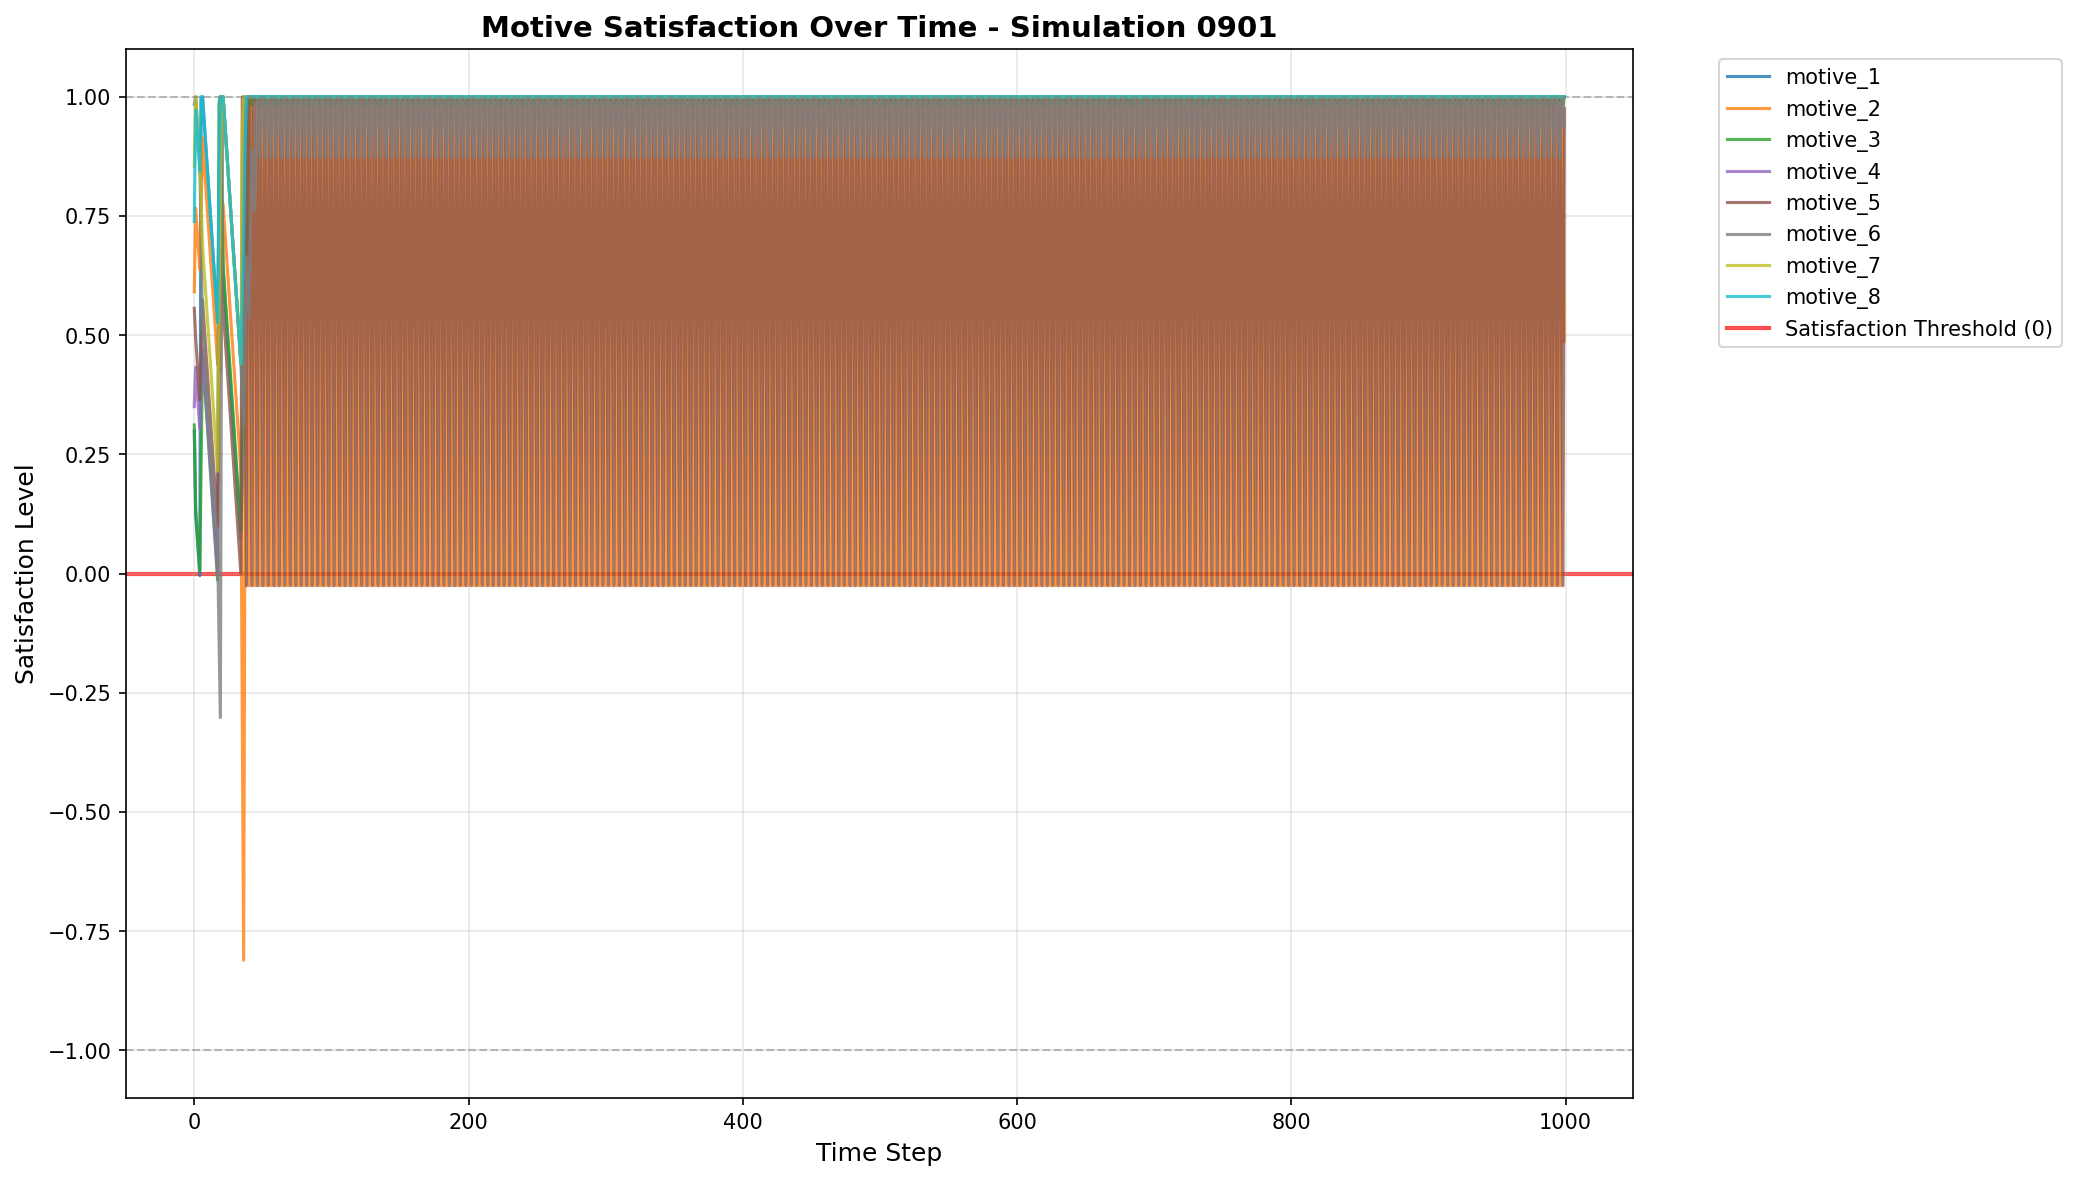 Motive Satisfaction Over Time - Simulation 0901
1.00
0.75
0.50
0.25
0.00
−0.25
−0.50
−0.75
−1.00
Satisfaction Level
0
200
400
600
800
1000
Time Step
motive_1
motive_2
motive_3
motive_4
motive_5
motive_6
motive_7
motive_8
Satisfaction Threshold (0)